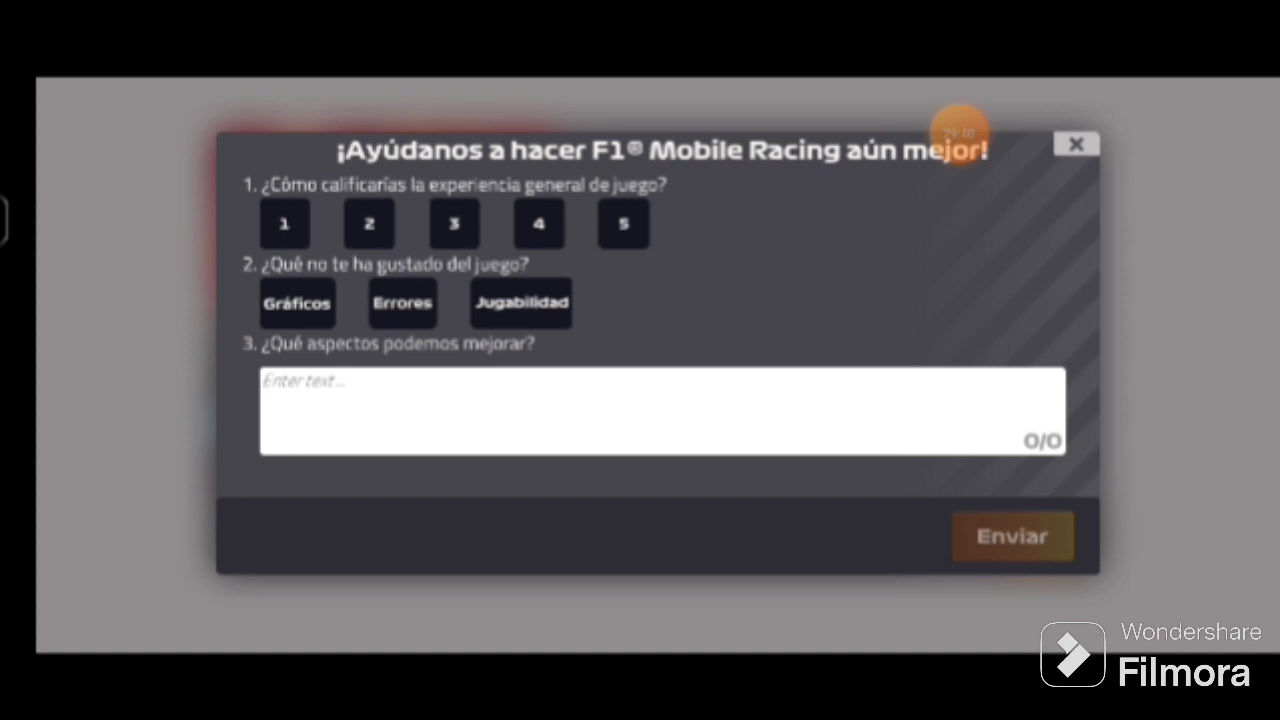 ¡Ayúdanos a hacer F1® Mobile Racing aún mejor!
1. ¿Cómo calificarías la experiencia general de juego?
1 2 3 4 5
2. ¿Qué no te ha gustado del juego?
Gráficos Errores Jugabilidad
3. ¿Qué aspectos podemos mejorar?
Enter text...
0/0
Enviar
Wondershare
Filmora